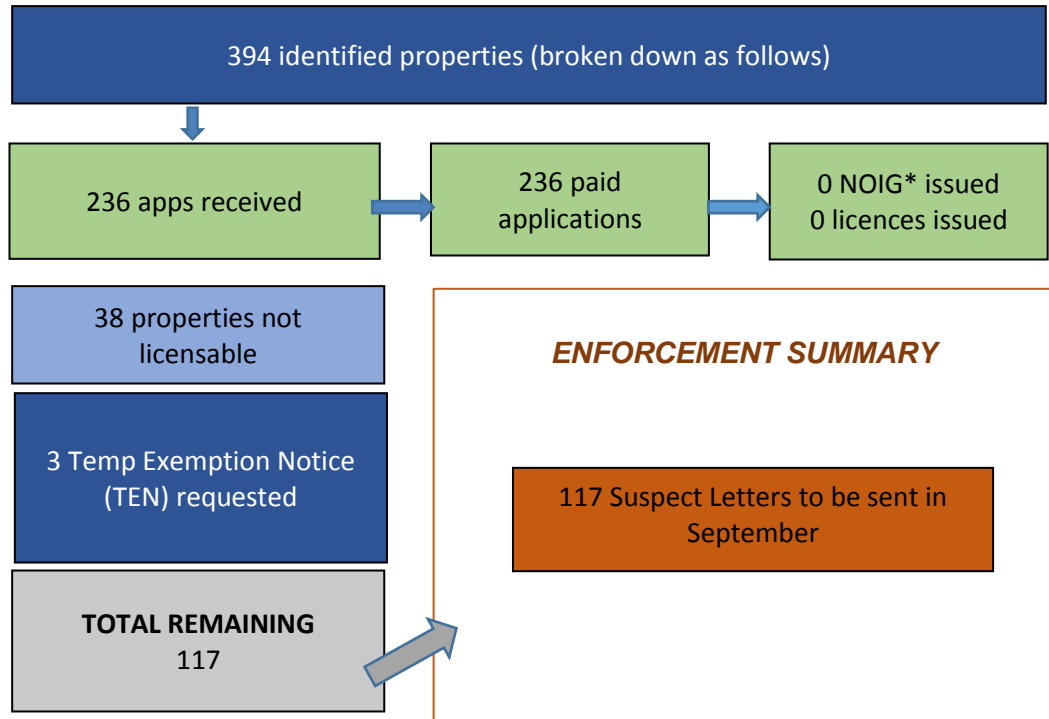 394 identified properties (broken down as follows)
236 apps received
236 paid
applications
0 NOIG* issued
0 licences issued
38 properties not
licensable
ENFORCEMENT SUMMARY
3 Temp Exemption Notice
(TEN) requested
117 Suspect Letters to be sent in
September
TOTAL REMAINING
117